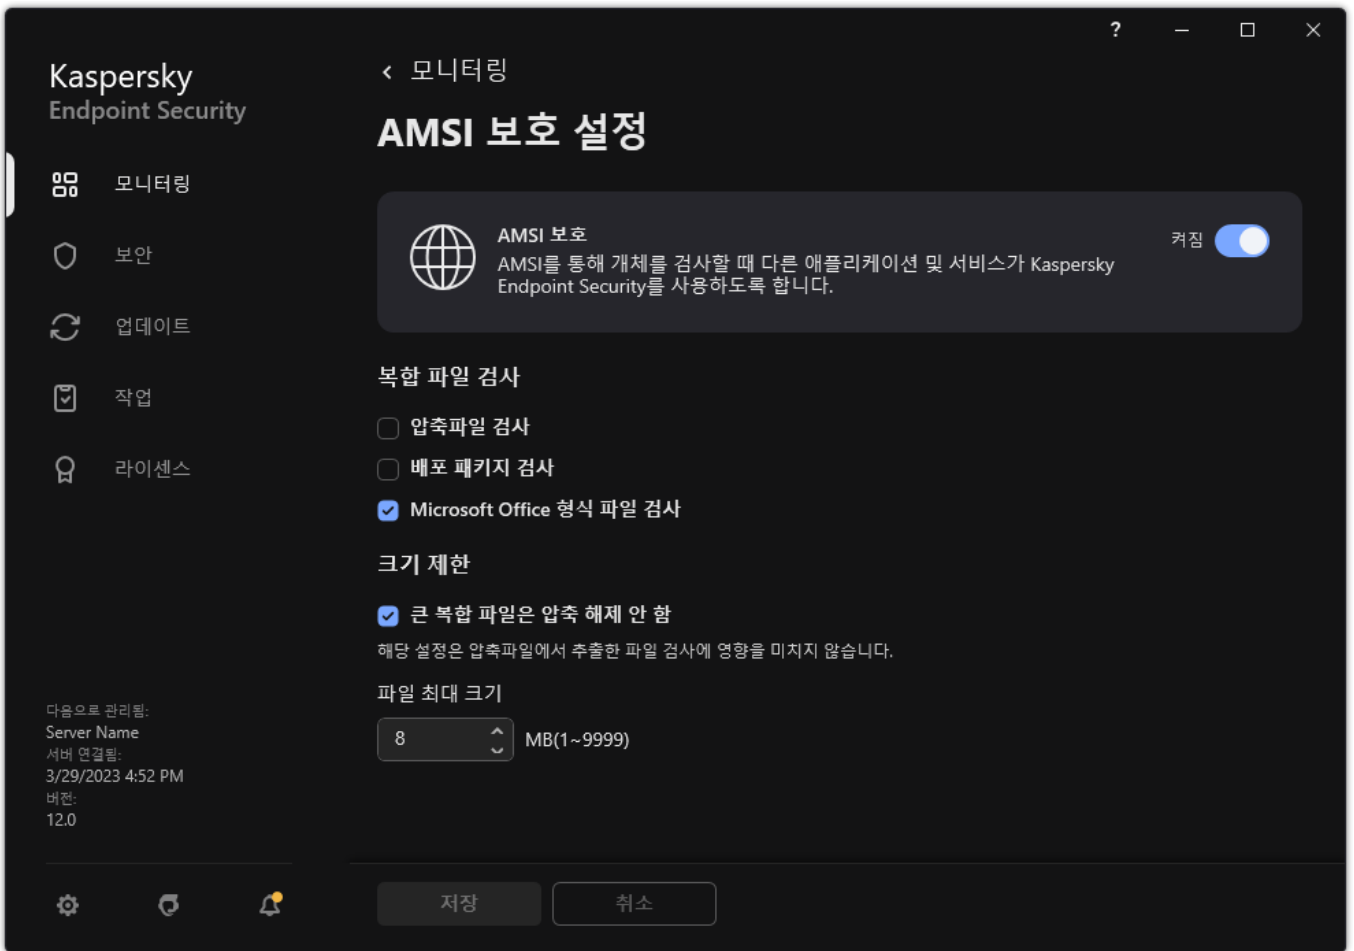 ?
Kaspersky
Endpoint Security
모니터링
보안
업데이트
작업
라이센스
다음으로 관리됨:
Server Name
서버 연결됨:
3/29/2023 4:52 PM
버전:
12.0
모니터링
AMSI 보호 설정
AMSI 보호
켜짐
AMSI를 통해 개체를 검사할 때 다른 애플리케이션 및 서비스가 Kaspersky
Endpoint Security를 사용하도록 합니다.
복합 파일 검사
압축파일 검사
배포 패키지 검사
Microsoft Office 형식 파일 검사
크기 제한
큰 복합 파일은 압축 해제 안 함
해당 설정은 압축파일에서 추출한 파일 검사에 영향을 미치지 않습니다.
파일 최대 크기
8 MB(1~9999)
저장 취소